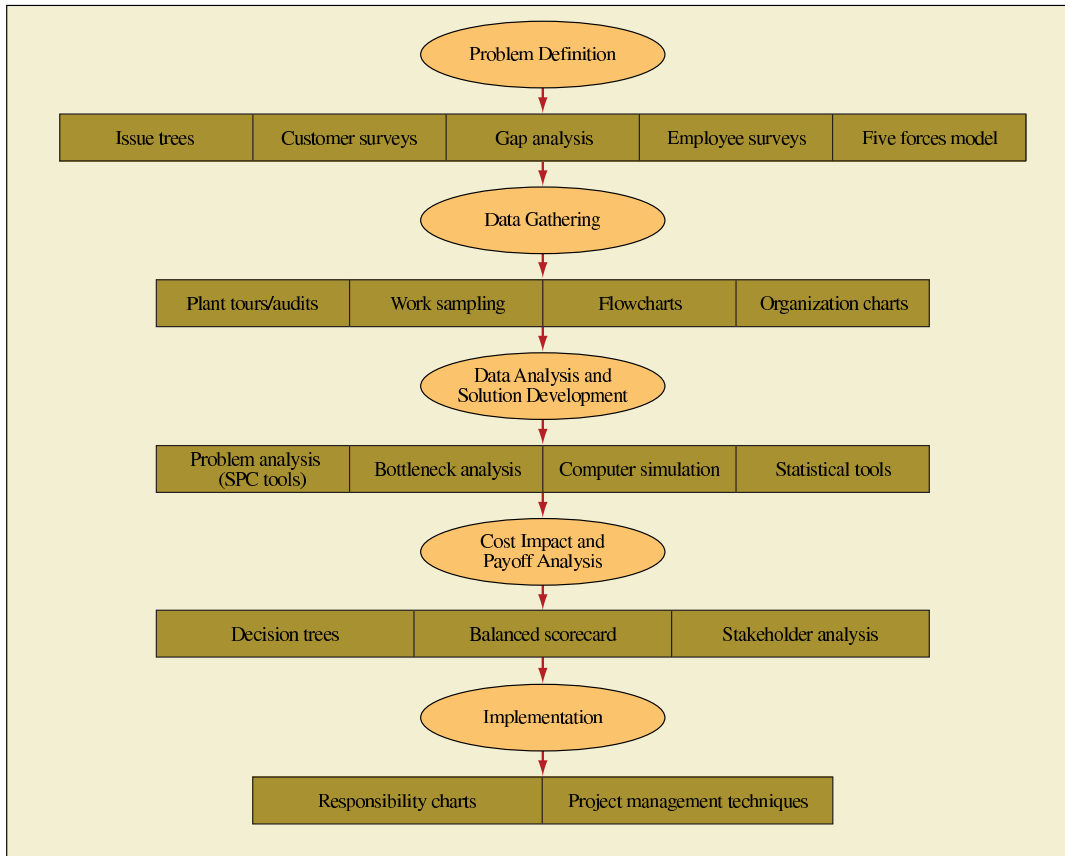 Problem Definition
Issue trees
Customer surveys
Gap analysis
Employee surveys
Five forces model
Data Gathering
Plant tours/audits
Work sampling
Flowcharts
Organization charts
Data Analysis and
Solution Development
Problem analysis
(SPC tools)
Bottleneck analysis
Computer simulation
Statistical tools
Cost Impact and
Payoff Analysis
Decision trees
Balanced scorecard
Stakeholder analysis
Implementation
Responsibility charts
Project management techniques